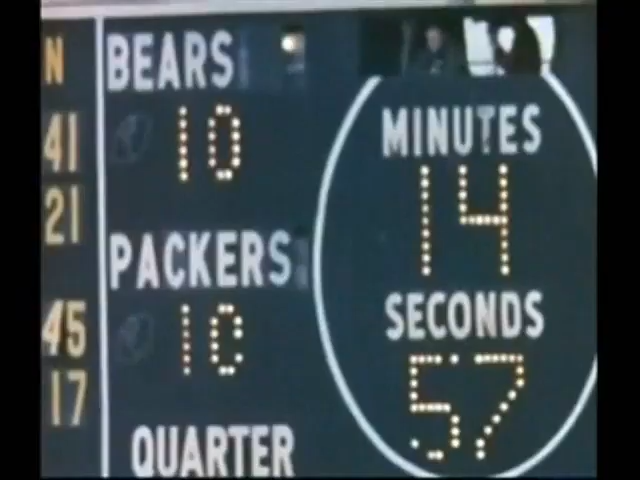 N
BEARS
41
10
MINUTES
21
14
PACKERS
45
10
SECONDS
17
57
QUARTER